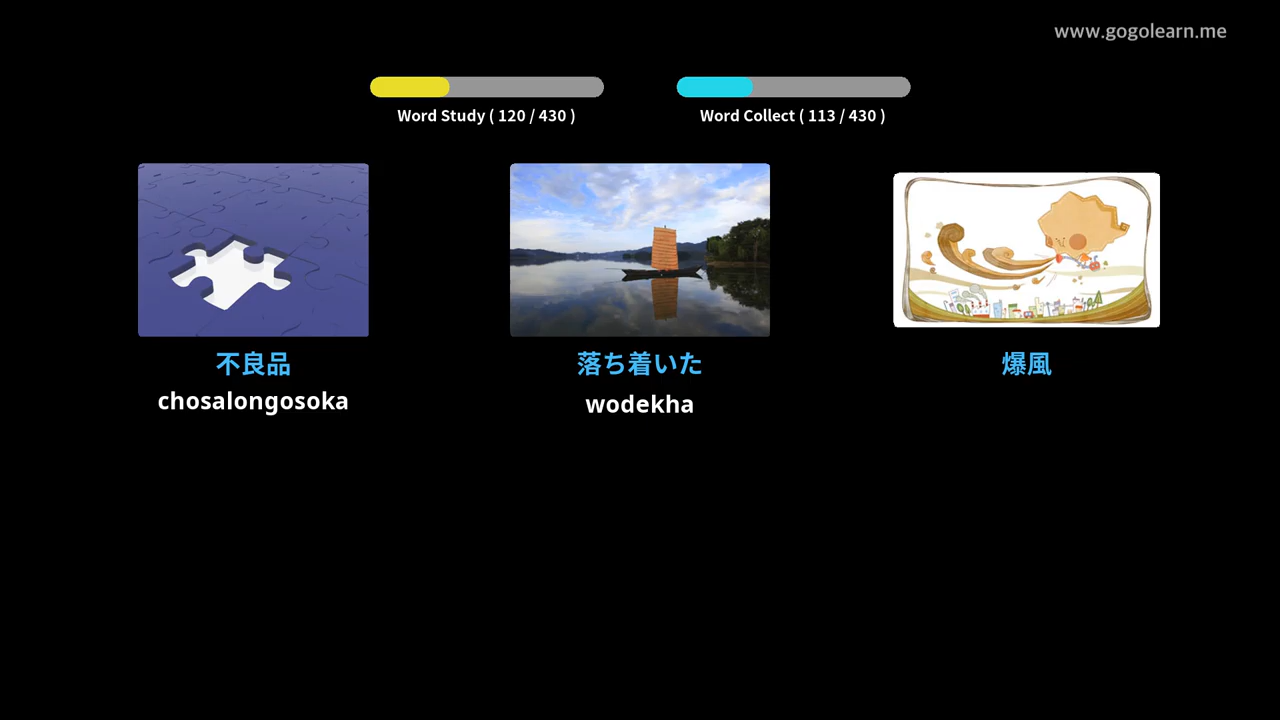 www.gogolearn.me
Word Study ( 120 / 430 )
Word Collect ( 113 / 430 )
不良品
落ち着いた
爆風
chosalongosoka
wodekha